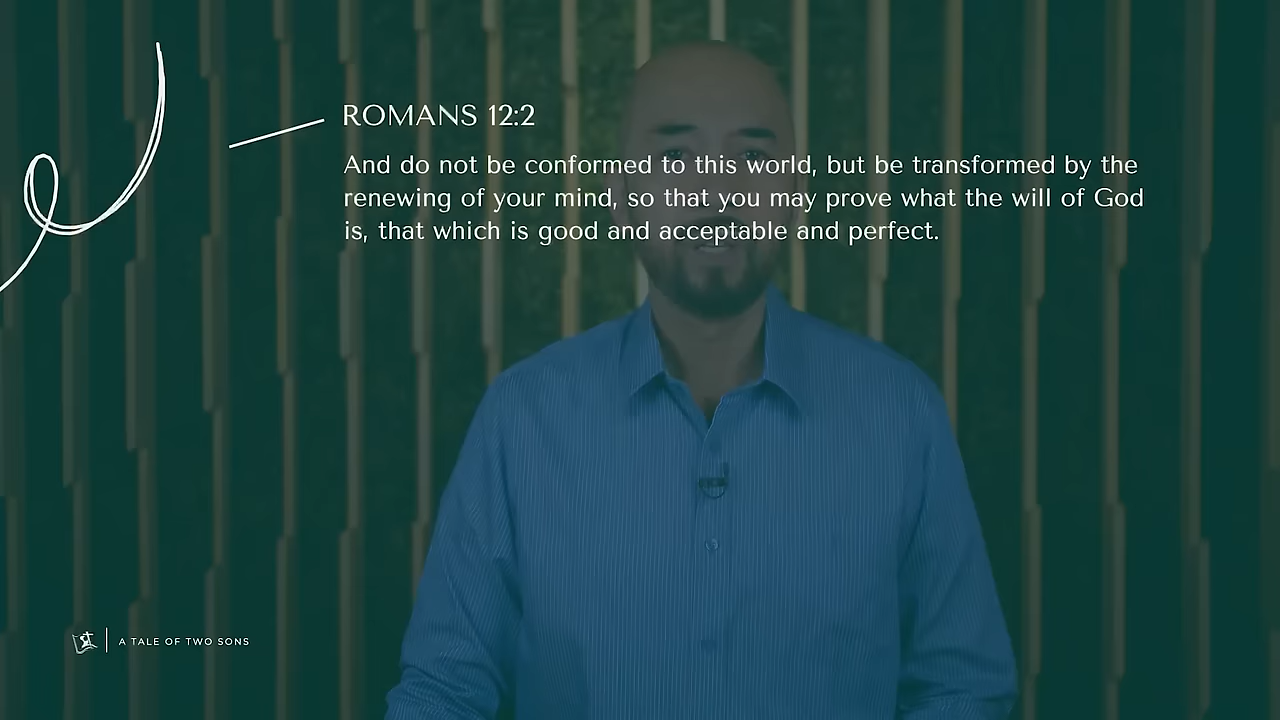 ROMANS 12:2
And do not be conformed to this world, but be transformed by the
renewing of your mind, so that you may prove what the will of God
is, that which is good and acceptable and perfect.
A TALE OF TWO SONS